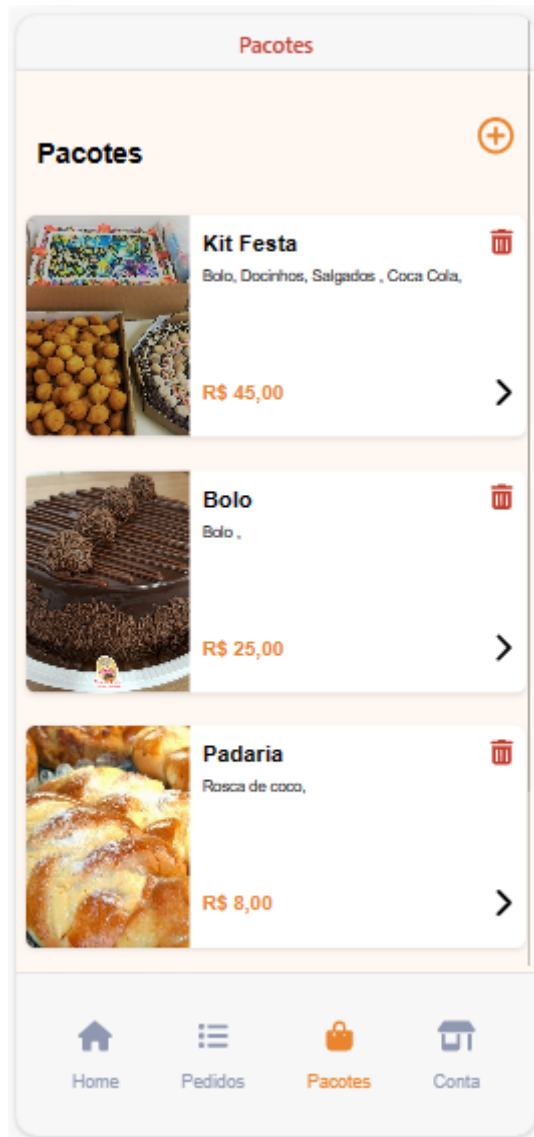 Pacotes
Pacotes
Kit Festa
Bolo, Docinhos, Salgados , Coca Cola,
R$ 45,00
Bolo
Bolo ,
R$ 25,00
Padaria
Rosca de coco,
R$ 8,00
Home Pedidos Pacotes Conta